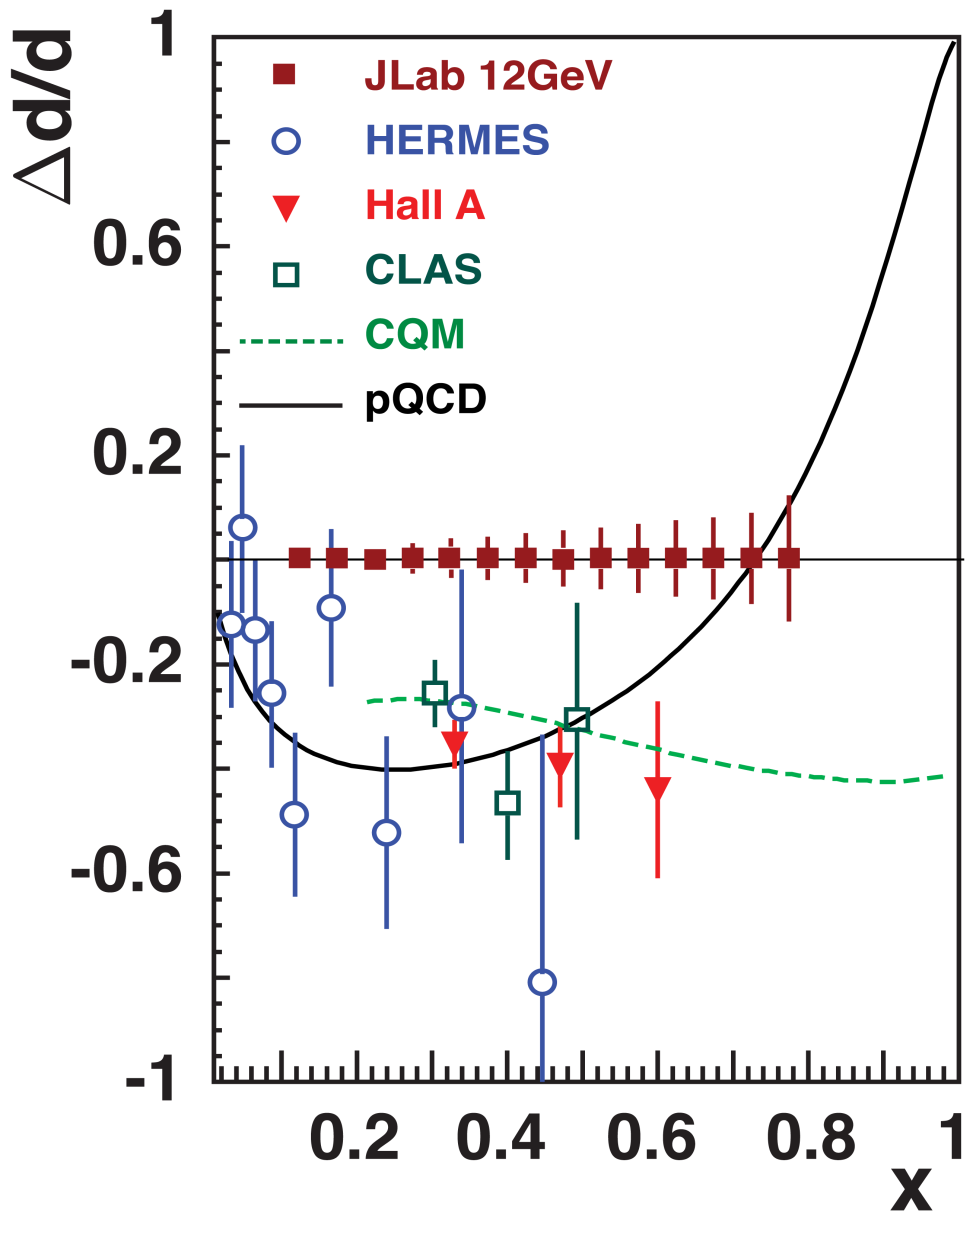 Δd/d
1
0.6
0.2
-0.2
-0.6
-1
JLab 12GeV
HERMES
Hall A
CLAS
CQM
pQCD
0.2 0.4 0.6 0.8 1
x